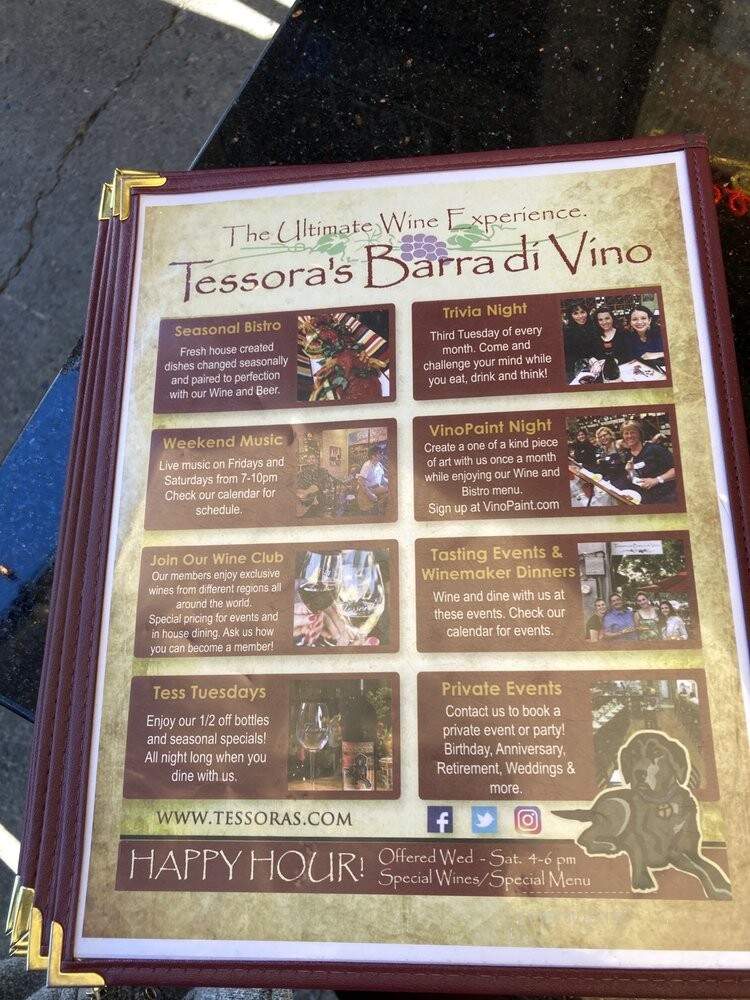 The Ultimate Wine Experience.
Tessora's Barra di Vino
Seasonal Bistro
Fresh house created
dishes changed seasonally
and paired to perfection
with our Wine and Beer.
Trivia Night
Third Tuesday of every
month. Come and
challenge your mind while
you eat, drink and think!
Weekend Music
Live music on Fridays and
Saturdays from 7-10pm
Check our calendar for
schedule.
VinoPaint Night
Create a one of a kind piece
of art with us once a month
while enjoying our Wine and
Bistro menu.
Sign up at VinoPaint.com
Join Our Wine Club
Our members enjoy exclusive
wines from different regions all
around the world.
Special pricing for events and
in house dining. Ask us how
you can become a member!
Tasting Events &
Winemaker Dinners
Wine and dine with us at
these events. Check our
calendar for events.
Tess Tuesdays
Enjoy our 1/2 off bottles
and seasonal specials!
All night long when you
dine with us.
Private Events
Contact us to book a
private event or party!
Birthday, Anniversary,
Retirement, Weddings &
more.
WWW.TESSORAS.COM
HAPPY HOUR!
Offered Wed - Sat. 4-6 pm
Special Wines/Special Menu